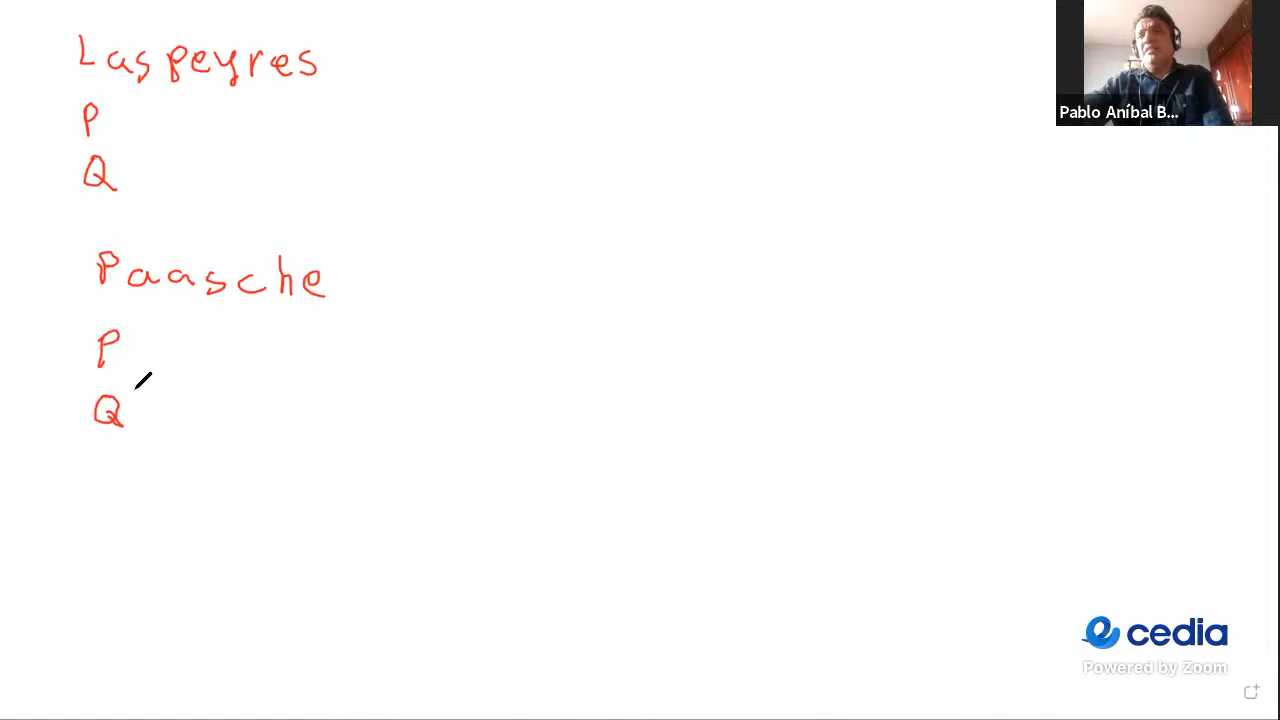 Laspeyres
P
Q
Paasche
P
Q
Pablo Aníbal B...
cedia
Powered by Zoom